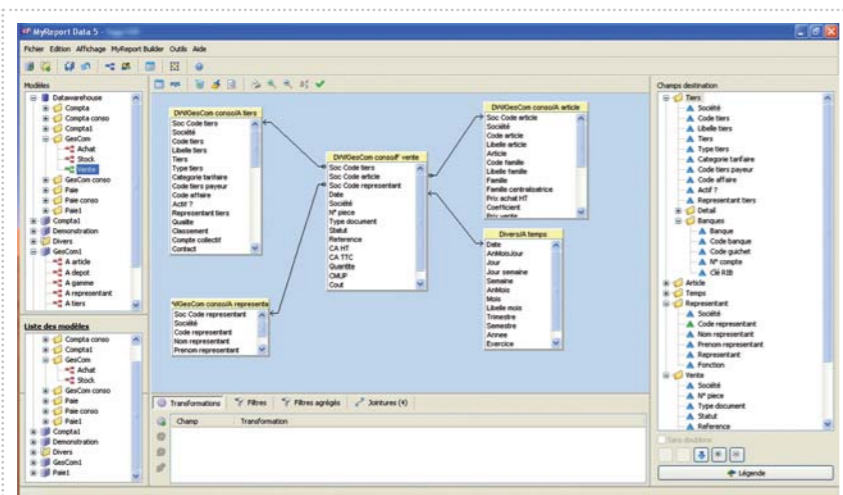 MyReport Data 5 -
Fichier Edition Affichage MyReport Builder Outils Aide
Modèles
Datawarehouse
Compta
Compta conso
Compta1
GesCom
Achat
Stock
Vente
GesCom conso
Paie
Paie conso
Paie1
Compta1
Demonstration
Divers
GesCom1
A article
A depot
A gamme
A representant
A tiers
Liste des modèles
Compta conso
Compta1
GesCom
Achat
Stock
GesCom conso
Paie
Paie conso
Paie1
Compta1
Demonstration
Divers
GesCom1
Paie1
DW/GesCom conso/A tiers
Soc Code tiers
Société
Code tiers
Libelle tiers
Tiers
Type tiers
Categorie tarifaire
Code tiers payeur
Code affaire
Actif ?
Representant tiers
Qualite
Classement
Compte collectif
Contact
DW/GesCom conso/F vente
Soc Code tiers
Soc Code article
Soc Code representant
Date
Société
N° piece
Type document
Statut
Reference
CA HT
CA TTC
Quantite
CMUP
Cout
DW/GesCom conso/A article
Soc Code article
Société
Code article
Libelle article
Article
Code famille
Libelle famille
Famille
Famille centralisatrice
Prix achat HT
Coefficient
Prix vente
Divers/A temps
Date
AnMoisJour
Jour
Jour semaine
Semaine
AnMois
Mois
Libelle mois
Trimestre
Semestre
Annee
Exercice
/GesCom conso/A representa
Soc Code representant
Société
Code representant
Nom representant
Prenom representant
Transformations Filtres Filtres agrégés Jointures (4)
Champ Transformation
Champs destination
Tiers
Société
Code tiers
Libelle tiers
Tiers
Type tiers
Categorie tarifaire
Code tiers payeur
Code affaire
Actif ?
Representant tiers
Detail
Banques
Banque
Code banque
Code guichet
N° compte
Clé RIB
Article
Temps
Representant
Société
Code representant
Nom representant
Prenom representant
Representant
Fonction
Vente
Société
N° piece
Type document
Statut
Reference
Sans doublons
Légende